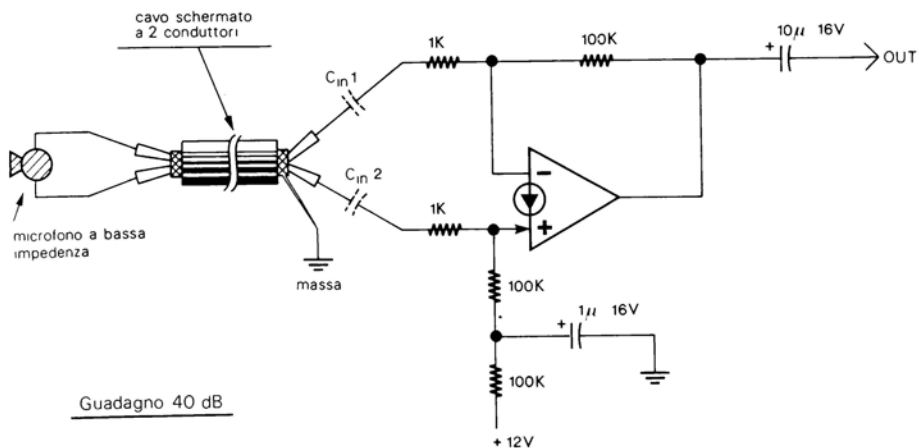 cavo schermato
a 2 conduttori
1K
100K
10µ 16V
+
OUT
Cin 1
Cin 2
1K
−
+
microfono a bassa
impedenza
massa
100K
1µ 16V
+
100K
Guadagno 40 dB
+ 12V